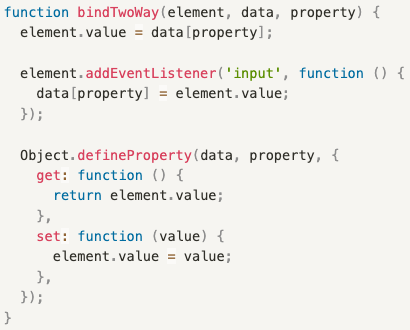 function bindTwoWay(element, data, property) {
  element.value = data[property];

  element.addEventListener('input', function () {
    data[property] = element.value;
  });

  Object.defineProperty(data, property, {
    get: function () {
      return element.value;
    },
    set: function (value) {
      element.value = value;
    },
  });
}